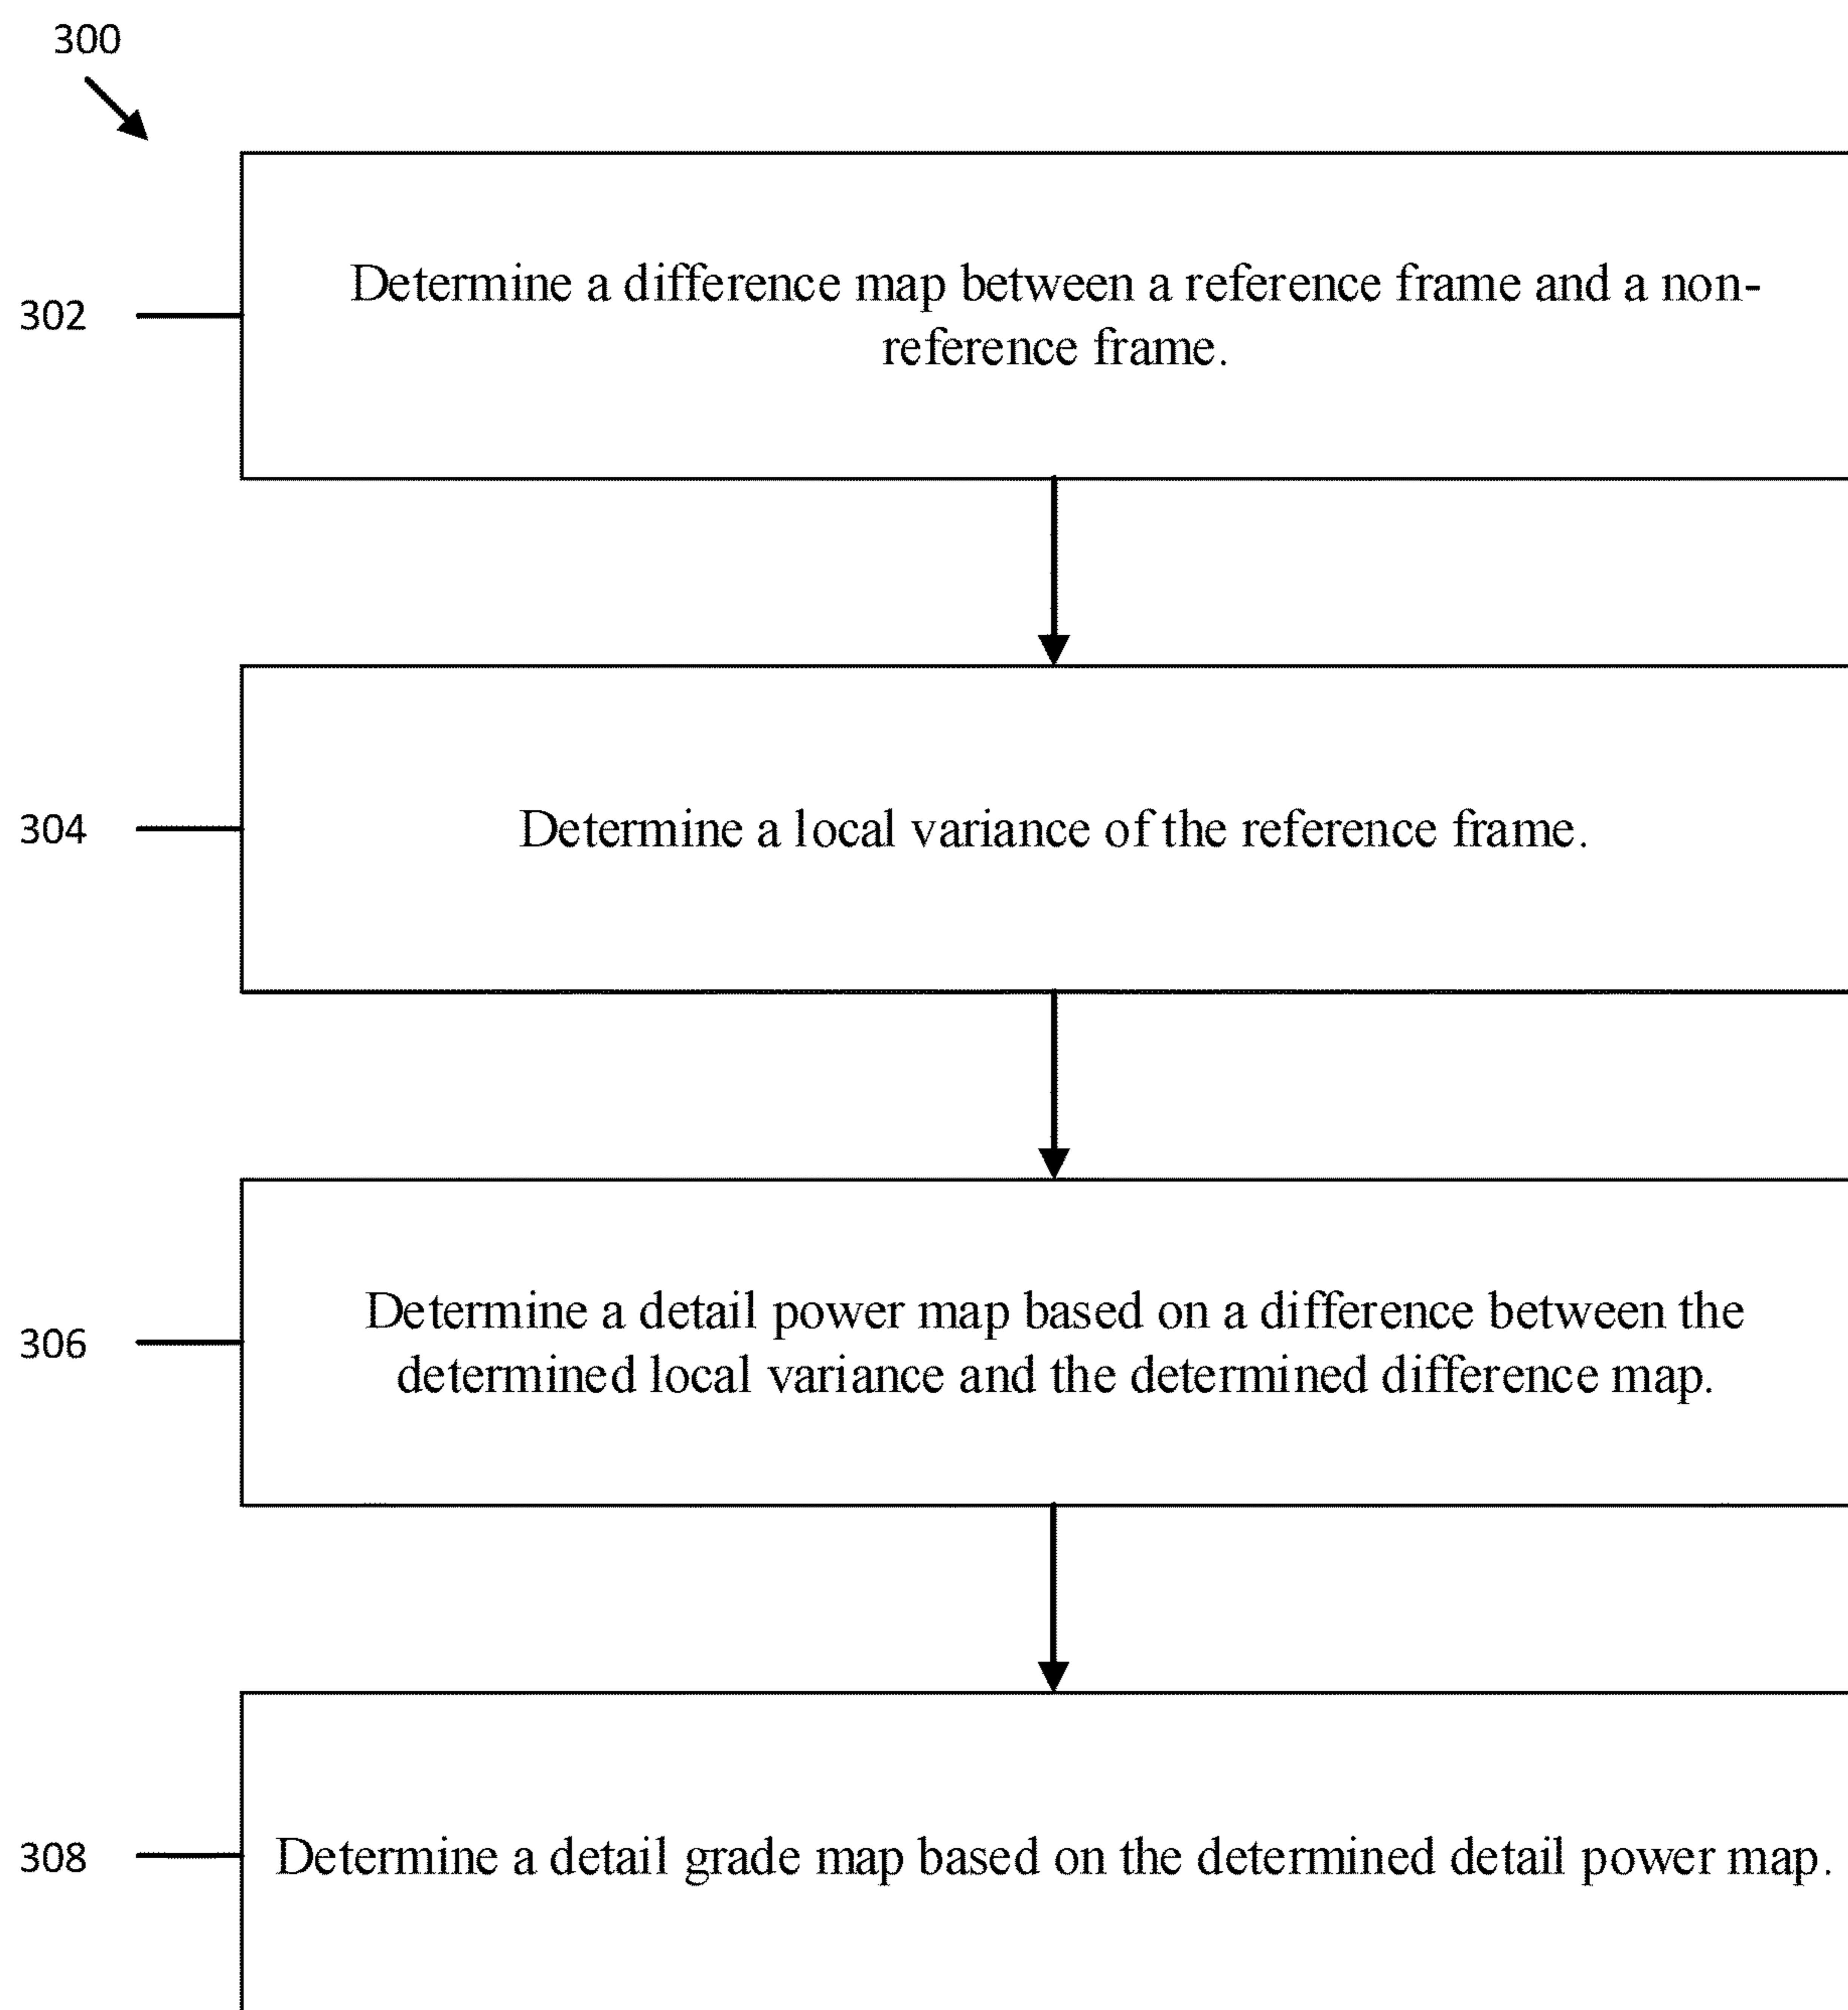 300
302
Determine a difference map between a reference frame and a non-
reference frame.
304
Determine a local variance of the reference frame.
306
Determine a detail power map based on a difference between the
determined local variance and the determined difference map.
308
Determine a detail grade map based on the determined detail power map.